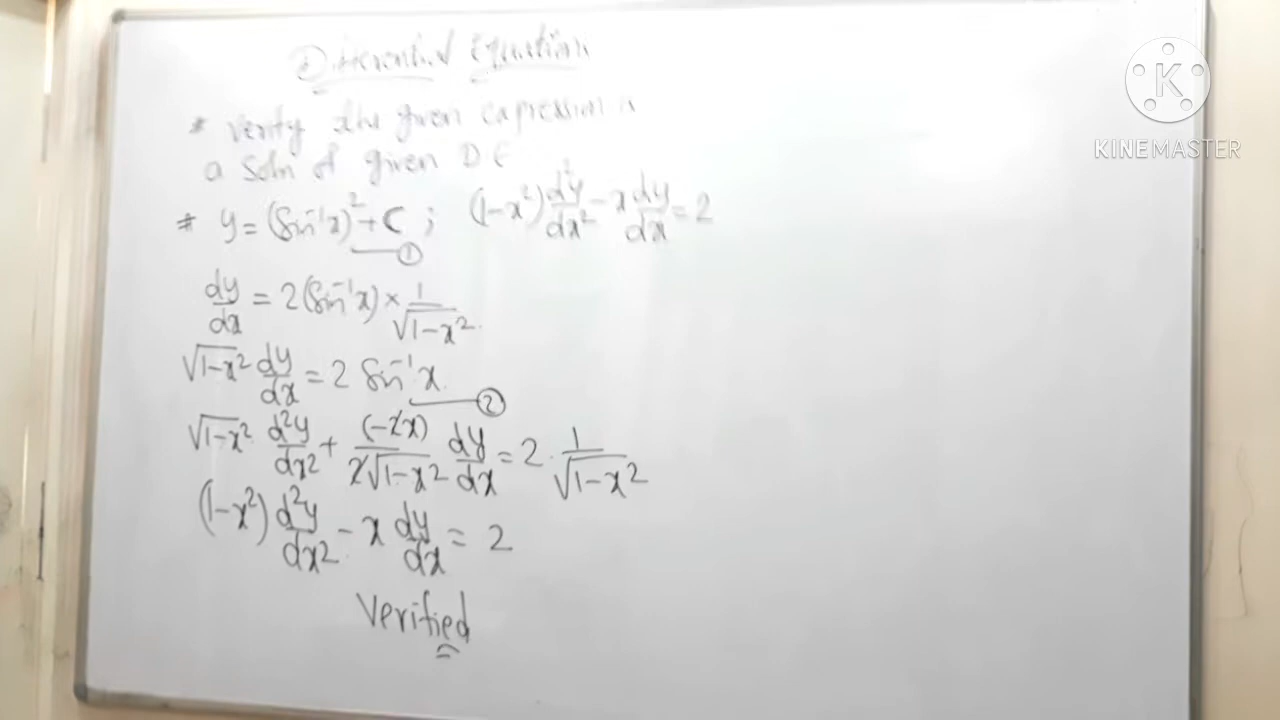 Differential Equation
* Verify the given expression is
a Soln of given D E
* y = (Sin⁻¹x)² + C ; (1-x²) d²y/dx² - x dy/dx = 2
①
dy/dx = 2(Sin⁻¹x) × 1/√1-x²
√1-x² dy/dx = 2 Sin⁻¹x
②
√1-x² d²y/dx² + (-2x)/2√1-x² dy/dx = 2 · 1/√1-x²
(1-x²) d²y/dx² - x dy/dx = 2
Verified
K
KINEMASTER